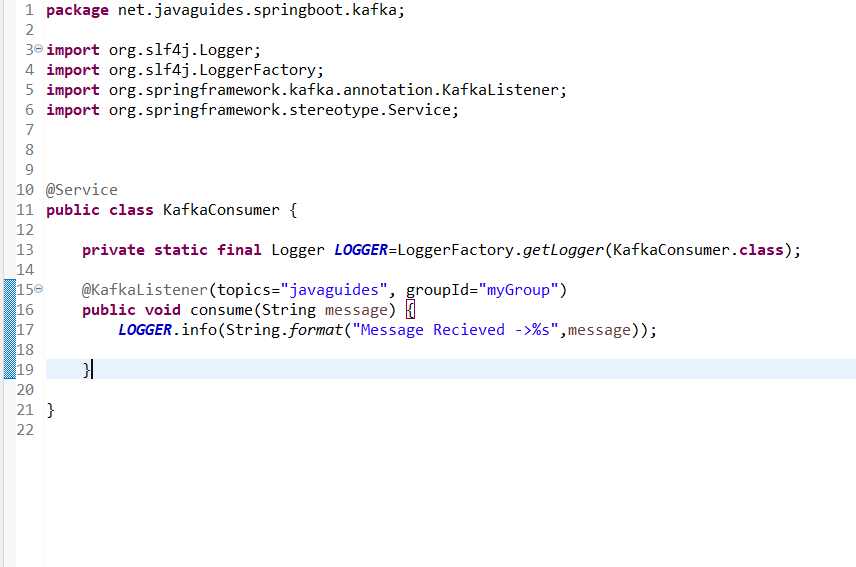 1 package net.javaguides.springboot.kafka;
2
3 import org.slf4j.Logger;
4 import org.slf4j.LoggerFactory;
5 import org.springframework.kafka.annotation.KafkaListener;
6 import org.springframework.stereotype.Service;
7
8
9
10 @Service
11 public class KafkaConsumer {
12
13     private static final Logger LOGGER=LoggerFactory.getLogger(KafkaConsumer.class);
14
15     @KafkaListener(topics="javaguides", groupId="myGroup")
16     public void consume(String message) {
17         LOGGER.info(String.format("Message Recieved ->%s",message));
18
19     }
20
21 }
22